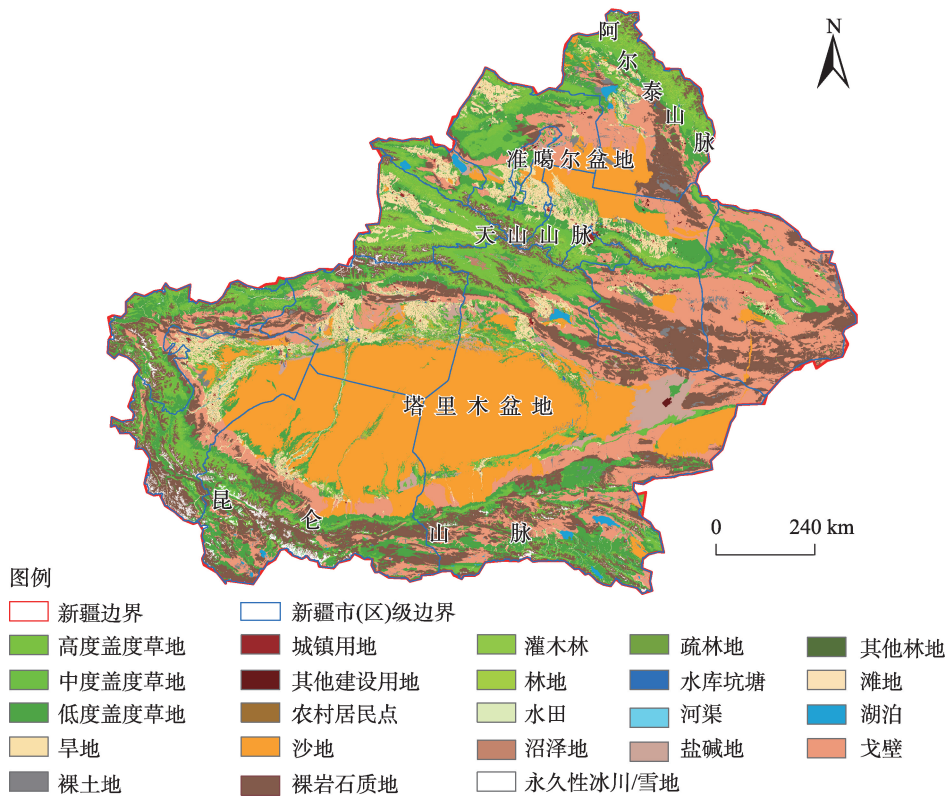 N
阿尔泰山脉
准噶尔盆地
天山山脉
塔里木盆地
昆仑山脉
0 240 km
图例
新疆边界 新疆市(区)级边界
高度盖度草地 城镇用地 灌木林 疏林地 其他林地
中度盖度草地 其他建设用地 林地 水库坑塘 滩地
低度盖度草地 农村居民点 水田 河渠 湖泊
旱地 沙地 沼泽地 盐碱地 戈壁
裸土地 裸岩石质地 永久性冰川/雪地